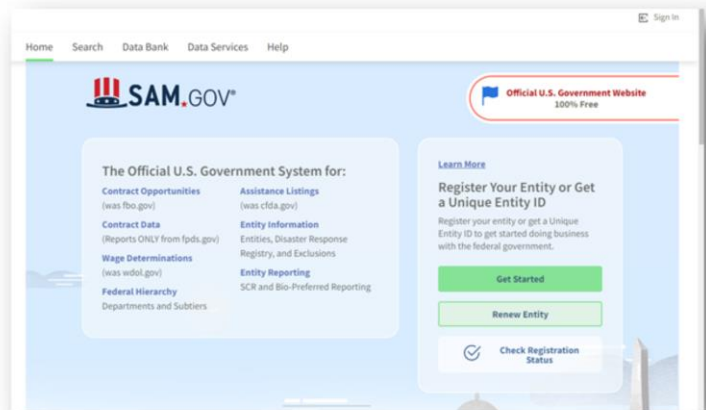 Sign In
Home Search Data Bank Data Services Help
SAM.GOV®
Official U.S. Government Website
100% Free
The Official U.S. Government System for:
Contract Opportunities
(was fbo.gov)
Contract Data
(Reports ONLY from fpds.gov)
Wage Determinations
(was wdol.gov)
Federal Hierarchy
Departments and Subtiers
Assistance Listings
(was cfda.gov)
Entity Information
Entities, Disaster Response
Registry, and Exclusions
Entity Reporting
SCR and Bio-Preferred Reporting
Learn More
Register Your Entity or Get
a Unique Entity ID
Register your entity or get a Unique
Entity ID to get started doing business
with the federal government.
Get Started
Renew Entity
Check Registration
Status